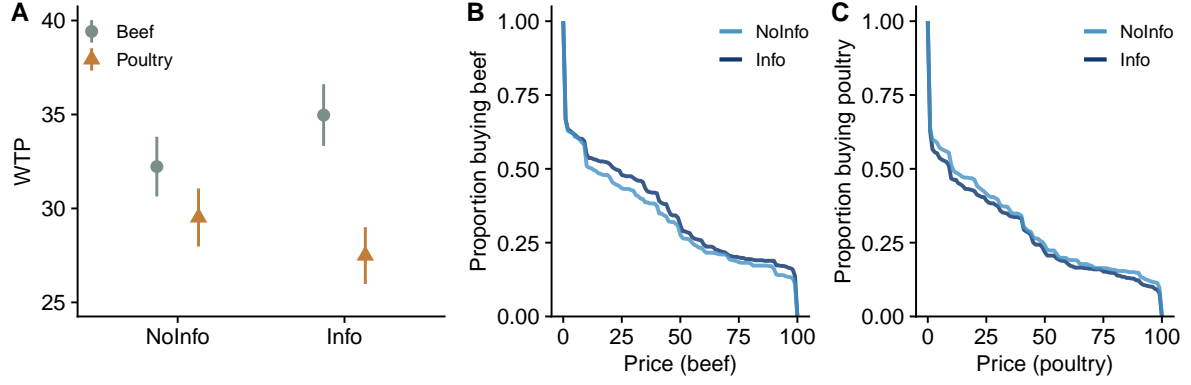 A
40
35
30
25
WTP
Beef
Poultry
NoInfo
Info
B
1.00
0.75
0.50
0.25
0.00
Proportion buying beef
NoInfo
Info
0
25
50
75
100
Price (beef)
C
1.00
0.75
0.50
0.25
0.00
Proportion buying poultry
NoInfo
Info
0
25
50
75
100
Price (poultry)